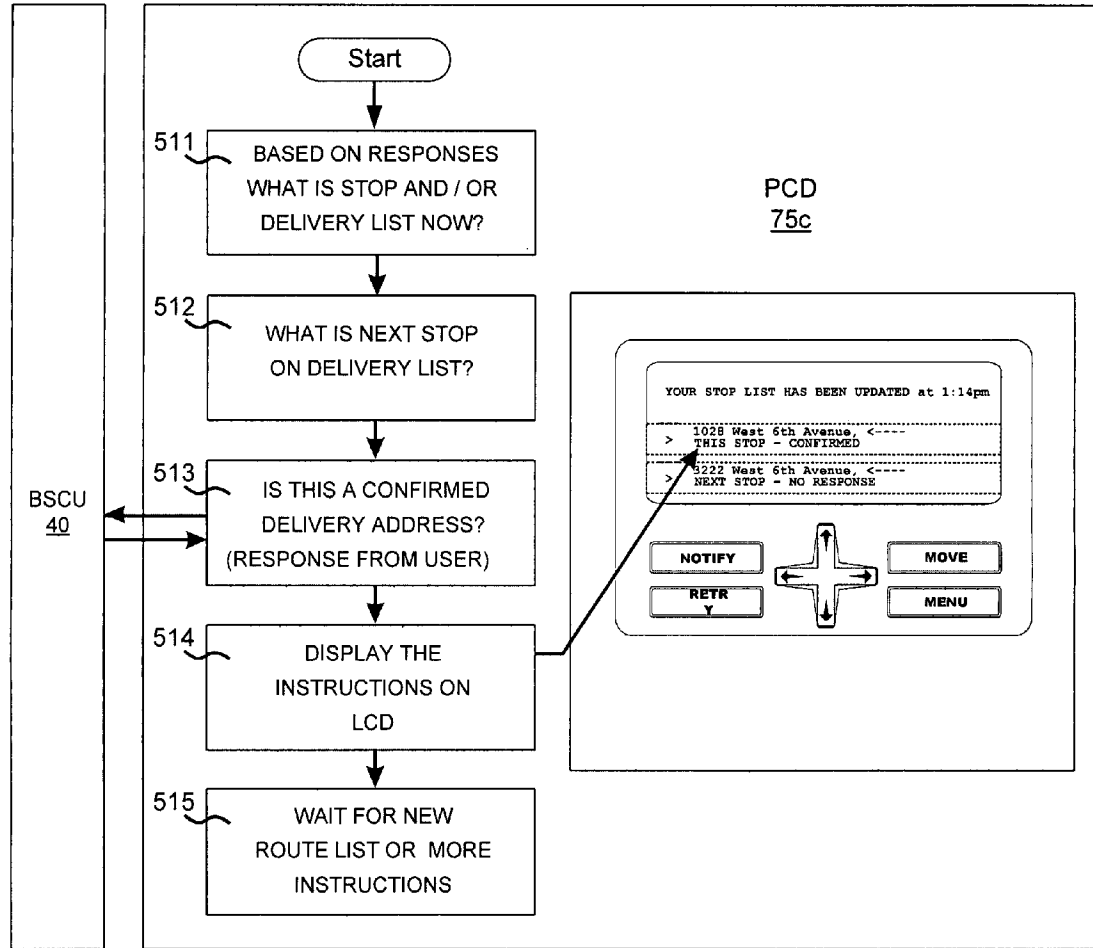 Start
511
BASED ON RESPONSES
WHAT IS STOP AND / OR
DELIVERY LIST NOW?
PCD
75c
512
WHAT IS NEXT STOP
ON DELIVERY LIST?
YOUR STOP LIST HAS BEEN UPDATED at 1:14pm
> 1028 West 6th Avenue, <----
THIS STOP - CONFIRMED
> 3222 West 6th Avenue, <----
NEXT STOP - NO RESPONSE
BSCU
40
513
IS THIS A CONFIRMED
DELIVERY ADDRESS?
(RESPONSE FROM USER)
NOTIFY
MOVE
RETR
Y
MENU
514
DISPLAY THE
INSTRUCTIONS ON
LCD
515
WAIT FOR NEW
ROUTE LIST OR MORE
INSTRUCTIONS